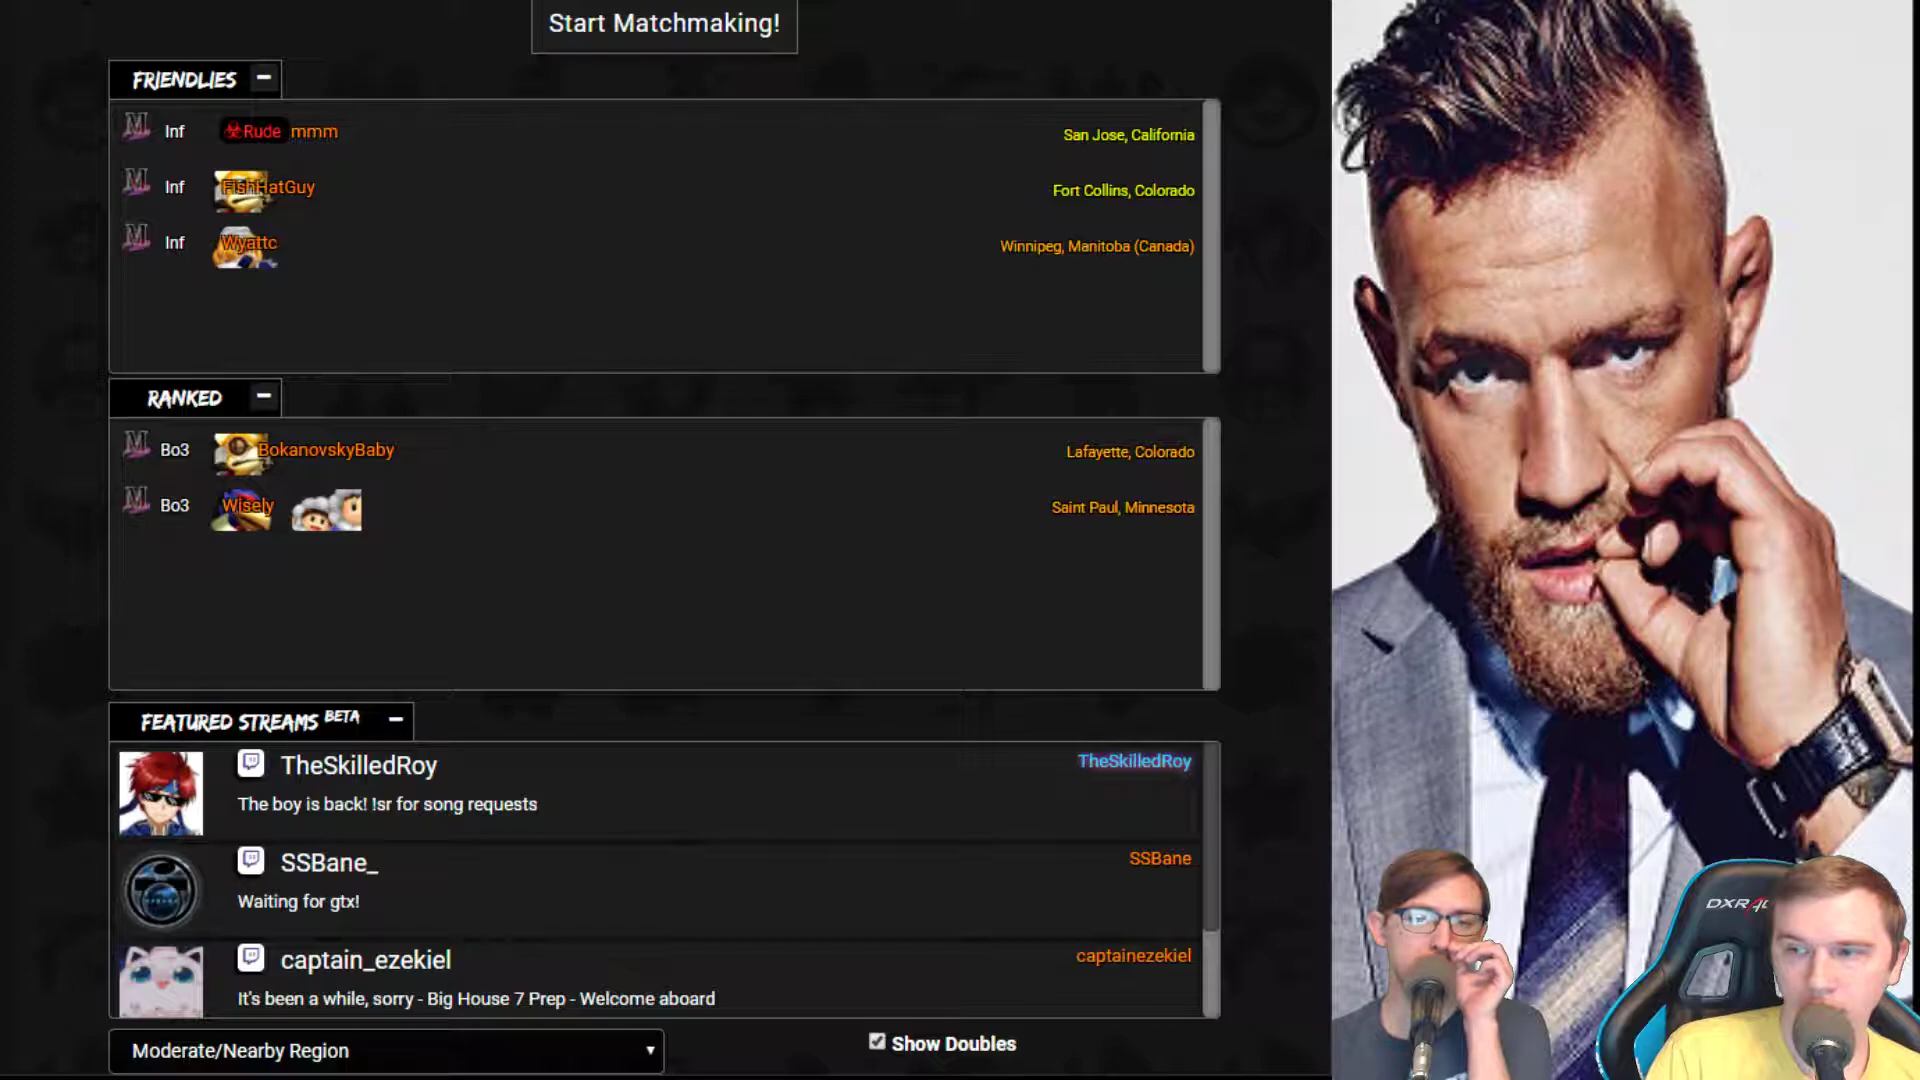 Start Matchmaking!
FRIENDLIES
M Inf Rude mmm San Jose, California
M Inf FishHatGuy Fort Collins, Colorado
M Inf Wyattc Winnipeg, Manitoba (Canada)
RANKED
M Bo3 BokanovskyBaby Lafayette, Colorado
M Bo3 Wisely Saint Paul, Minnesota
FEATURED STREAMS BETA
TheSkilledRoy TheSkilledRoy
The boy is back! !sr for song requests
SSBane_ SSBane
Waiting for gtx!
captain_ezekiel captainezekiel
It's been a while, sorry - Big House 7 Prep - Welcome aboard
Moderate/Nearby Region
Show Doubles